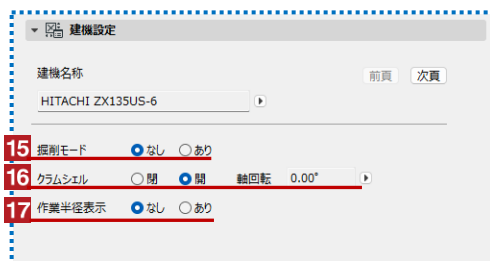 建機設定
建機名称 前頁 次頁
HITACHI ZX135US-6
15 掘削モード なし あり
16 クラムシェル 閉 開 軸回転 0.00°
17 作業半径表示 なし あり